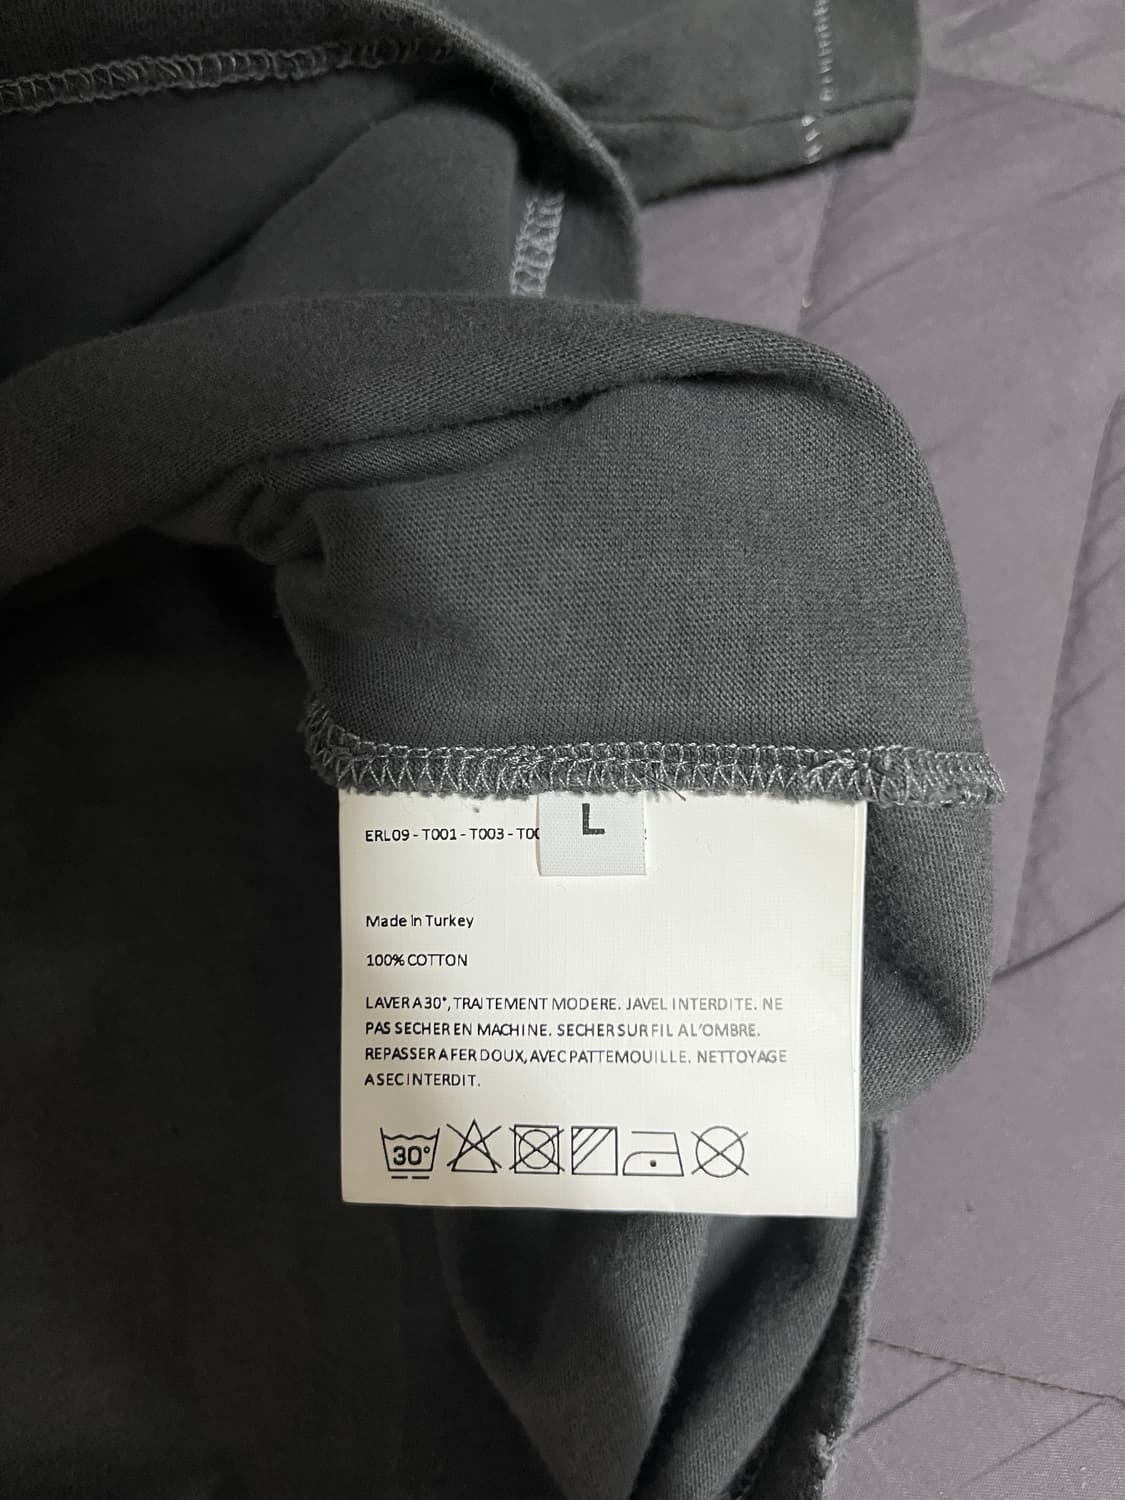 L
ERL09 - T001 - T003 -
Made in Turkey
100% COTTON
LAVER A 30°, TRAITEMENT MODERE. JAVEL INTERDITE. NE
PAS SECHER EN MACHINE. SECHER SUR FIL A L'OMBRE.
REPASSER A FER DOUX, AVEC PATTEMOUILLE. NETTOYAGE
A SEC INTERDIT.
30°